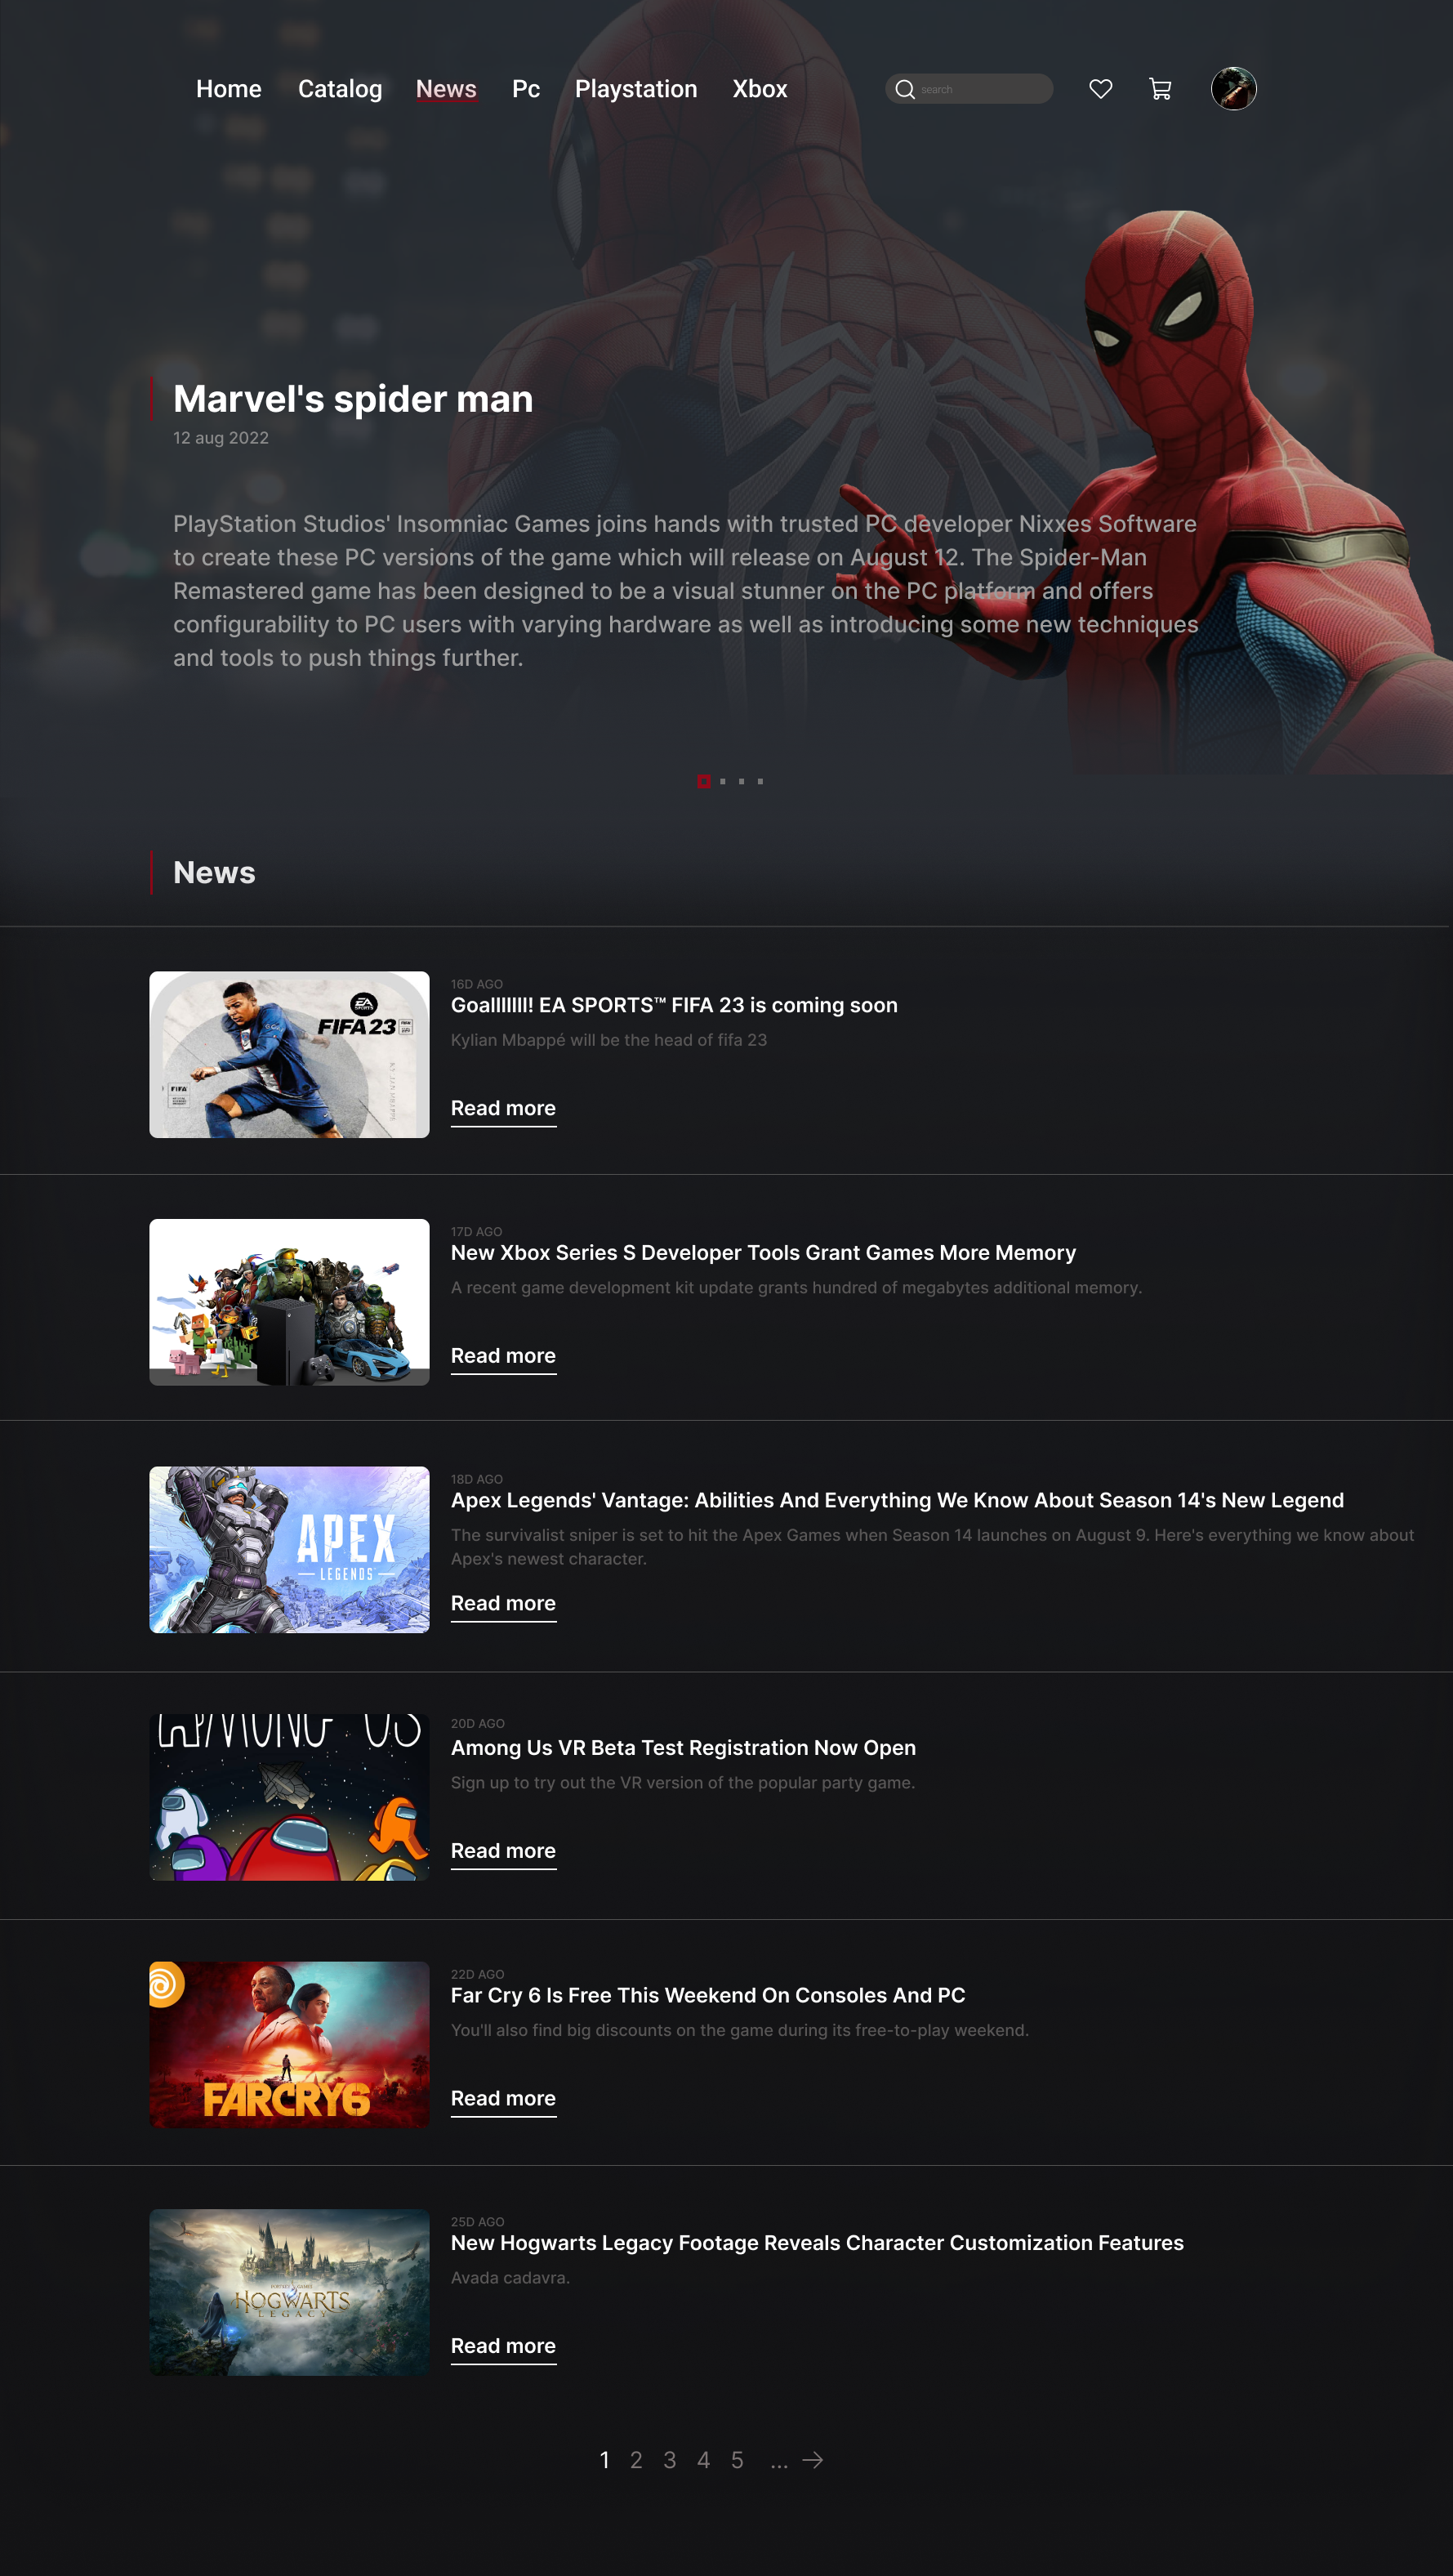 Home Catalog News Pc Playstation Xbox search
Marvel's spider man
12 aug 2022
PlayStation Studios' Insomniac Games joins hands with trusted PC developer Nixxes Software
to create these PC versions of the game which will release on August 12. The Spider-Man
Remastered game has been designed to be a visual stunner on the PC platform and offers
configurability to PC users with varying hardware as well as introducing some new techniques
and tools to push things further.
News
EA
SPORTS
FIFA 23
FIFA
16D AGO
Goalllllll! EA SPORTS™ FIFA 23 is coming soon
Kylian Mbappé will be the head of fifa 23
Read more
17D AGO
New Xbox Series S Developer Tools Grant Games More Memory
A recent game development kit update grants hundred of megabytes additional memory.
Read more
APEX
LEGENDS
18D AGO
Apex Legends' Vantage: Abilities And Everything We Know About Season 14's New Legend
The survivalist sniper is set to hit the Apex Games when Season 14 launches on August 9. Here's everything we know about
Apex's newest character.
Read more
AMONG US
20D AGO
Among Us VR Beta Test Registration Now Open
Sign up to try out the VR version of the popular party game.
Read more
FARCRY6
22D AGO
Far Cry 6 Is Free This Weekend On Consoles And PC
You'll also find big discounts on the game during its free-to-play weekend.
Read more
HOGWARTS
LEGACY
25D AGO
New Hogwarts Legacy Footage Reveals Character Customization Features
Avada cadavra.
Read more
1 2 3 4 5 ... →